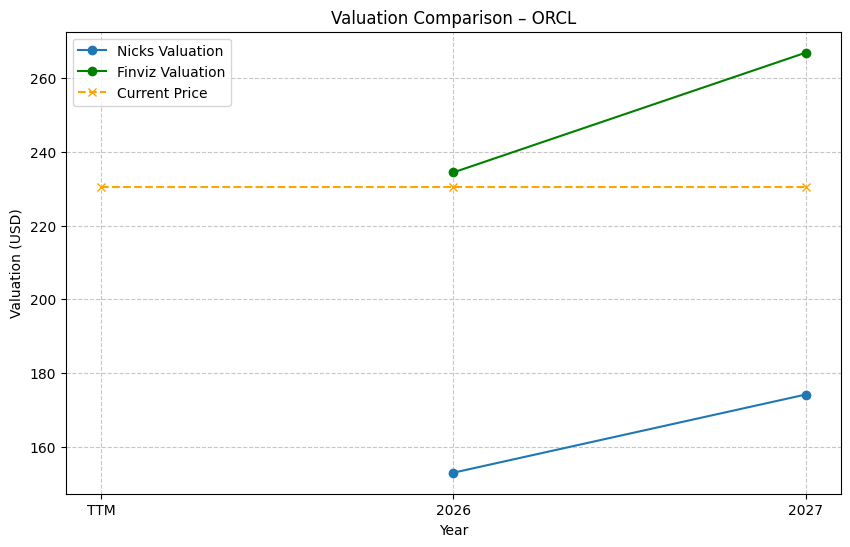 Valuation Comparison – ORCL
Nicks Valuation
Finviz Valuation
Current Price
Valuation (USD)
260
240
220
200
180
160
TTM
2026
2027
Year